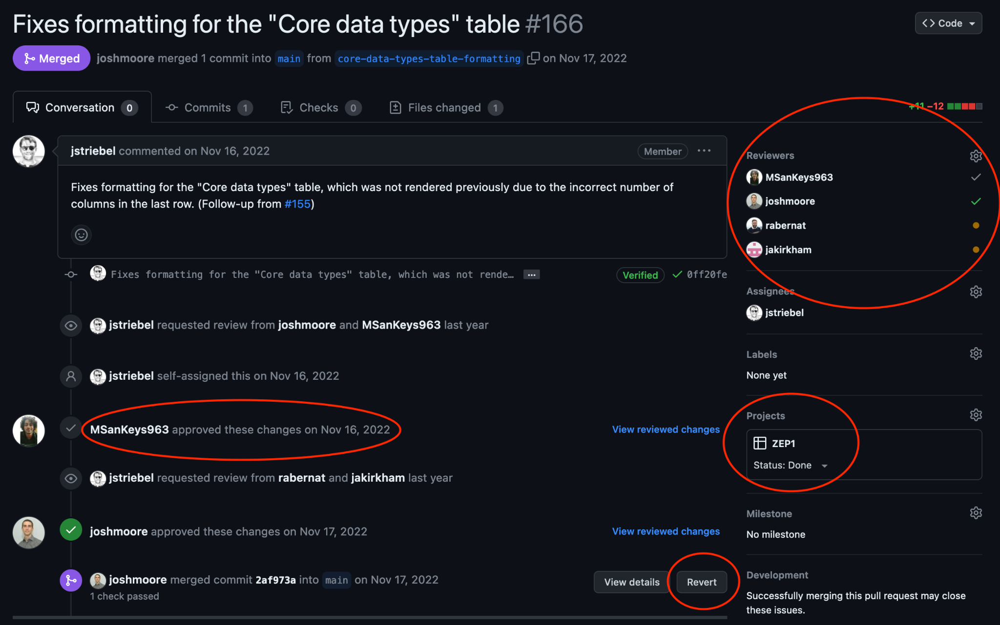 Fixes formatting for the "Core data types" table #166
Code
Merged
joshmoore merged 1 commit into main from core-data-types-table-formatting on Nov 17, 2022
Conversation 0
Commits 1
Checks 0
Files changed 1
+11 −12
jstriebel commented on Nov 16, 2022
Member
...
Fixes formatting for the "Core data types" table, which was not rendered previously due to the incorrect number of
columns in the last row. (Follow-up from #155)
Fixes formatting for the "Core data types" table, which was not rende… ...
Verified
0ff20fe
jstriebel requested review from joshmoore and MSanKeys963 last year
jstriebel self-assigned this on Nov 16, 2022
MSanKeys963 approved these changes on Nov 16, 2022
View reviewed changes
jstriebel requested review from rabernat and jakirkham last year
joshmoore approved these changes on Nov 17, 2022
View reviewed changes
joshmoore merged commit 2af973a into main on Nov 17, 2022
1 check passed
View details
Revert
Reviewers
MSanKeys963
joshmoore
rabernat
jakirkham
Assignees
jstriebel
Labels
None yet
Projects
ZEP1
Status: Done
Milestone
No milestone
Development
Successfully merging this pull request may close
these issues.